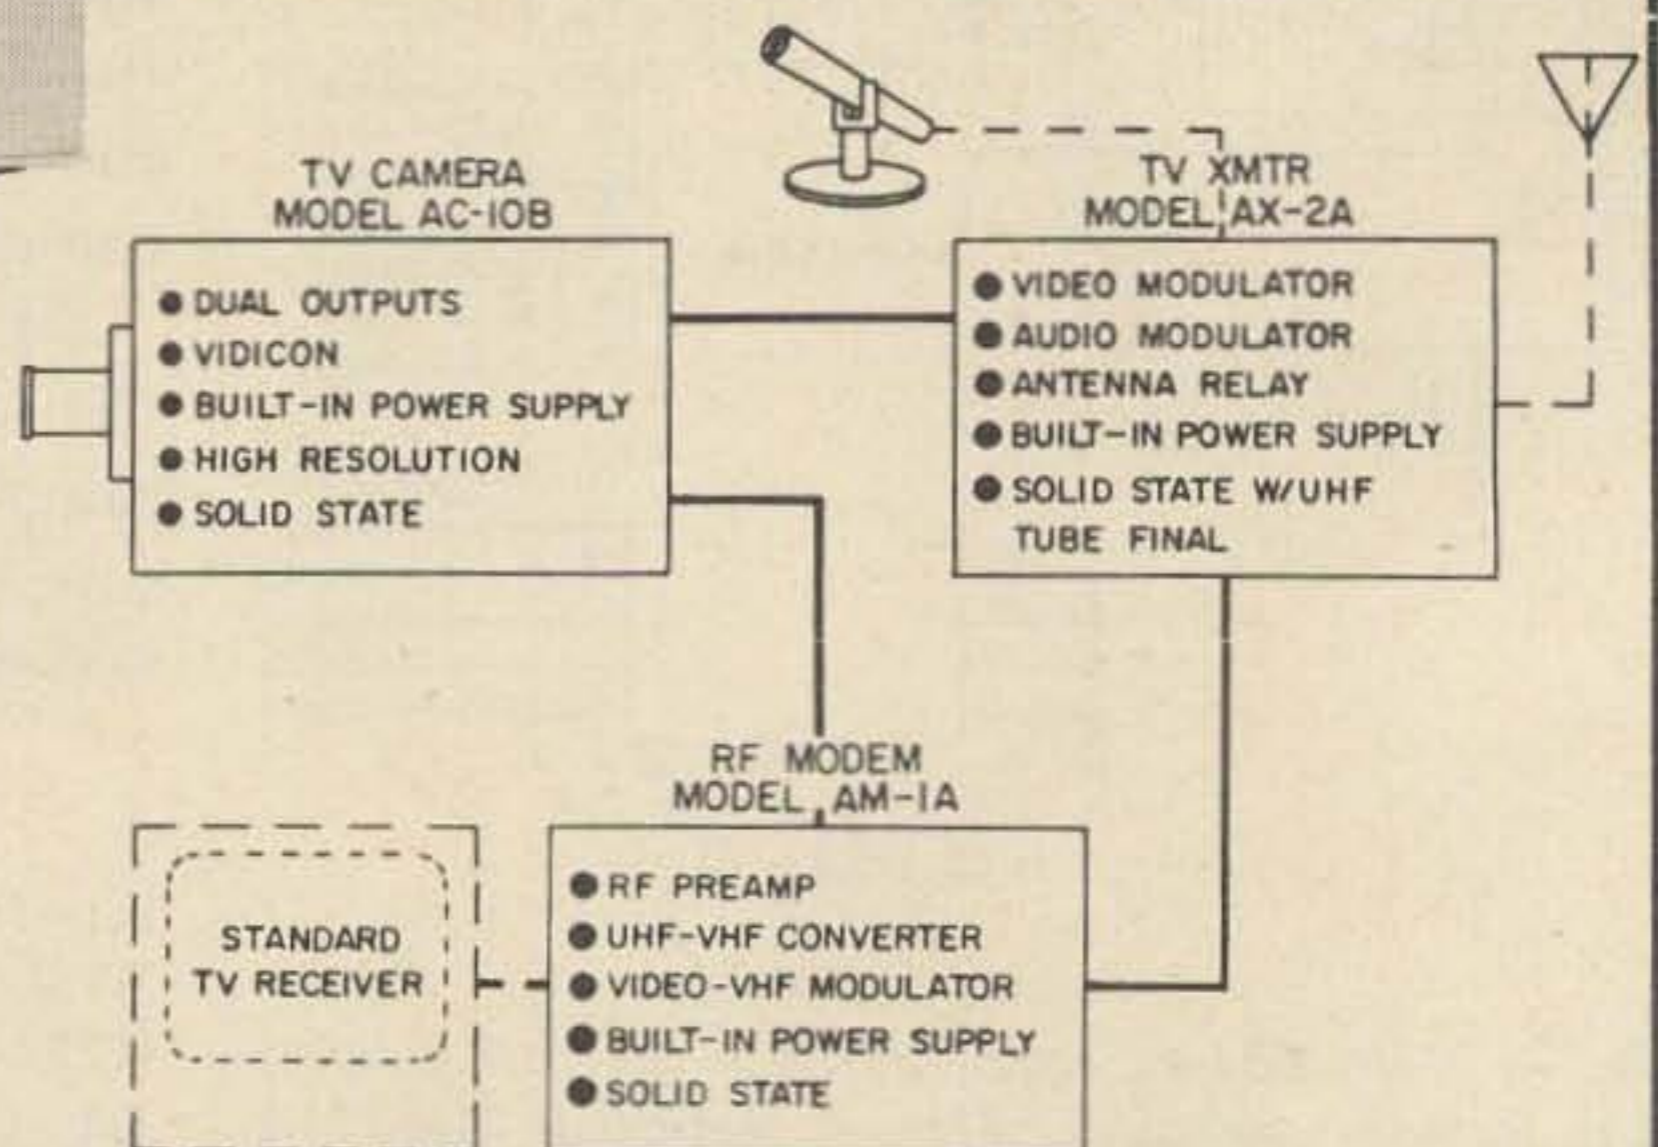 TV CAMERA
MODEL AC-10B
● DUAL OUTPUTS
● VIDICON
● BUILT-IN POWER SUPPLY
● HIGH RESOLUTION
● SOLID STATE
TV XMTR
MODEL AX-2A
● VIDEO MODULATOR
● AUDIO MODULATOR
● ANTENNA RELAY
● BUILT-IN POWER SUPPLY
● SOLID STATE W/UHF
TUBE FINAL
RF MODEM
MODEL AM-1A
● RF PREAMP
● UHF-VHF CONVERTER
● VIDEO-VHF MODULATOR
● BUILT-IN POWER SUPPLY
● SOLID STATE
STANDARD
TV RECEIVER